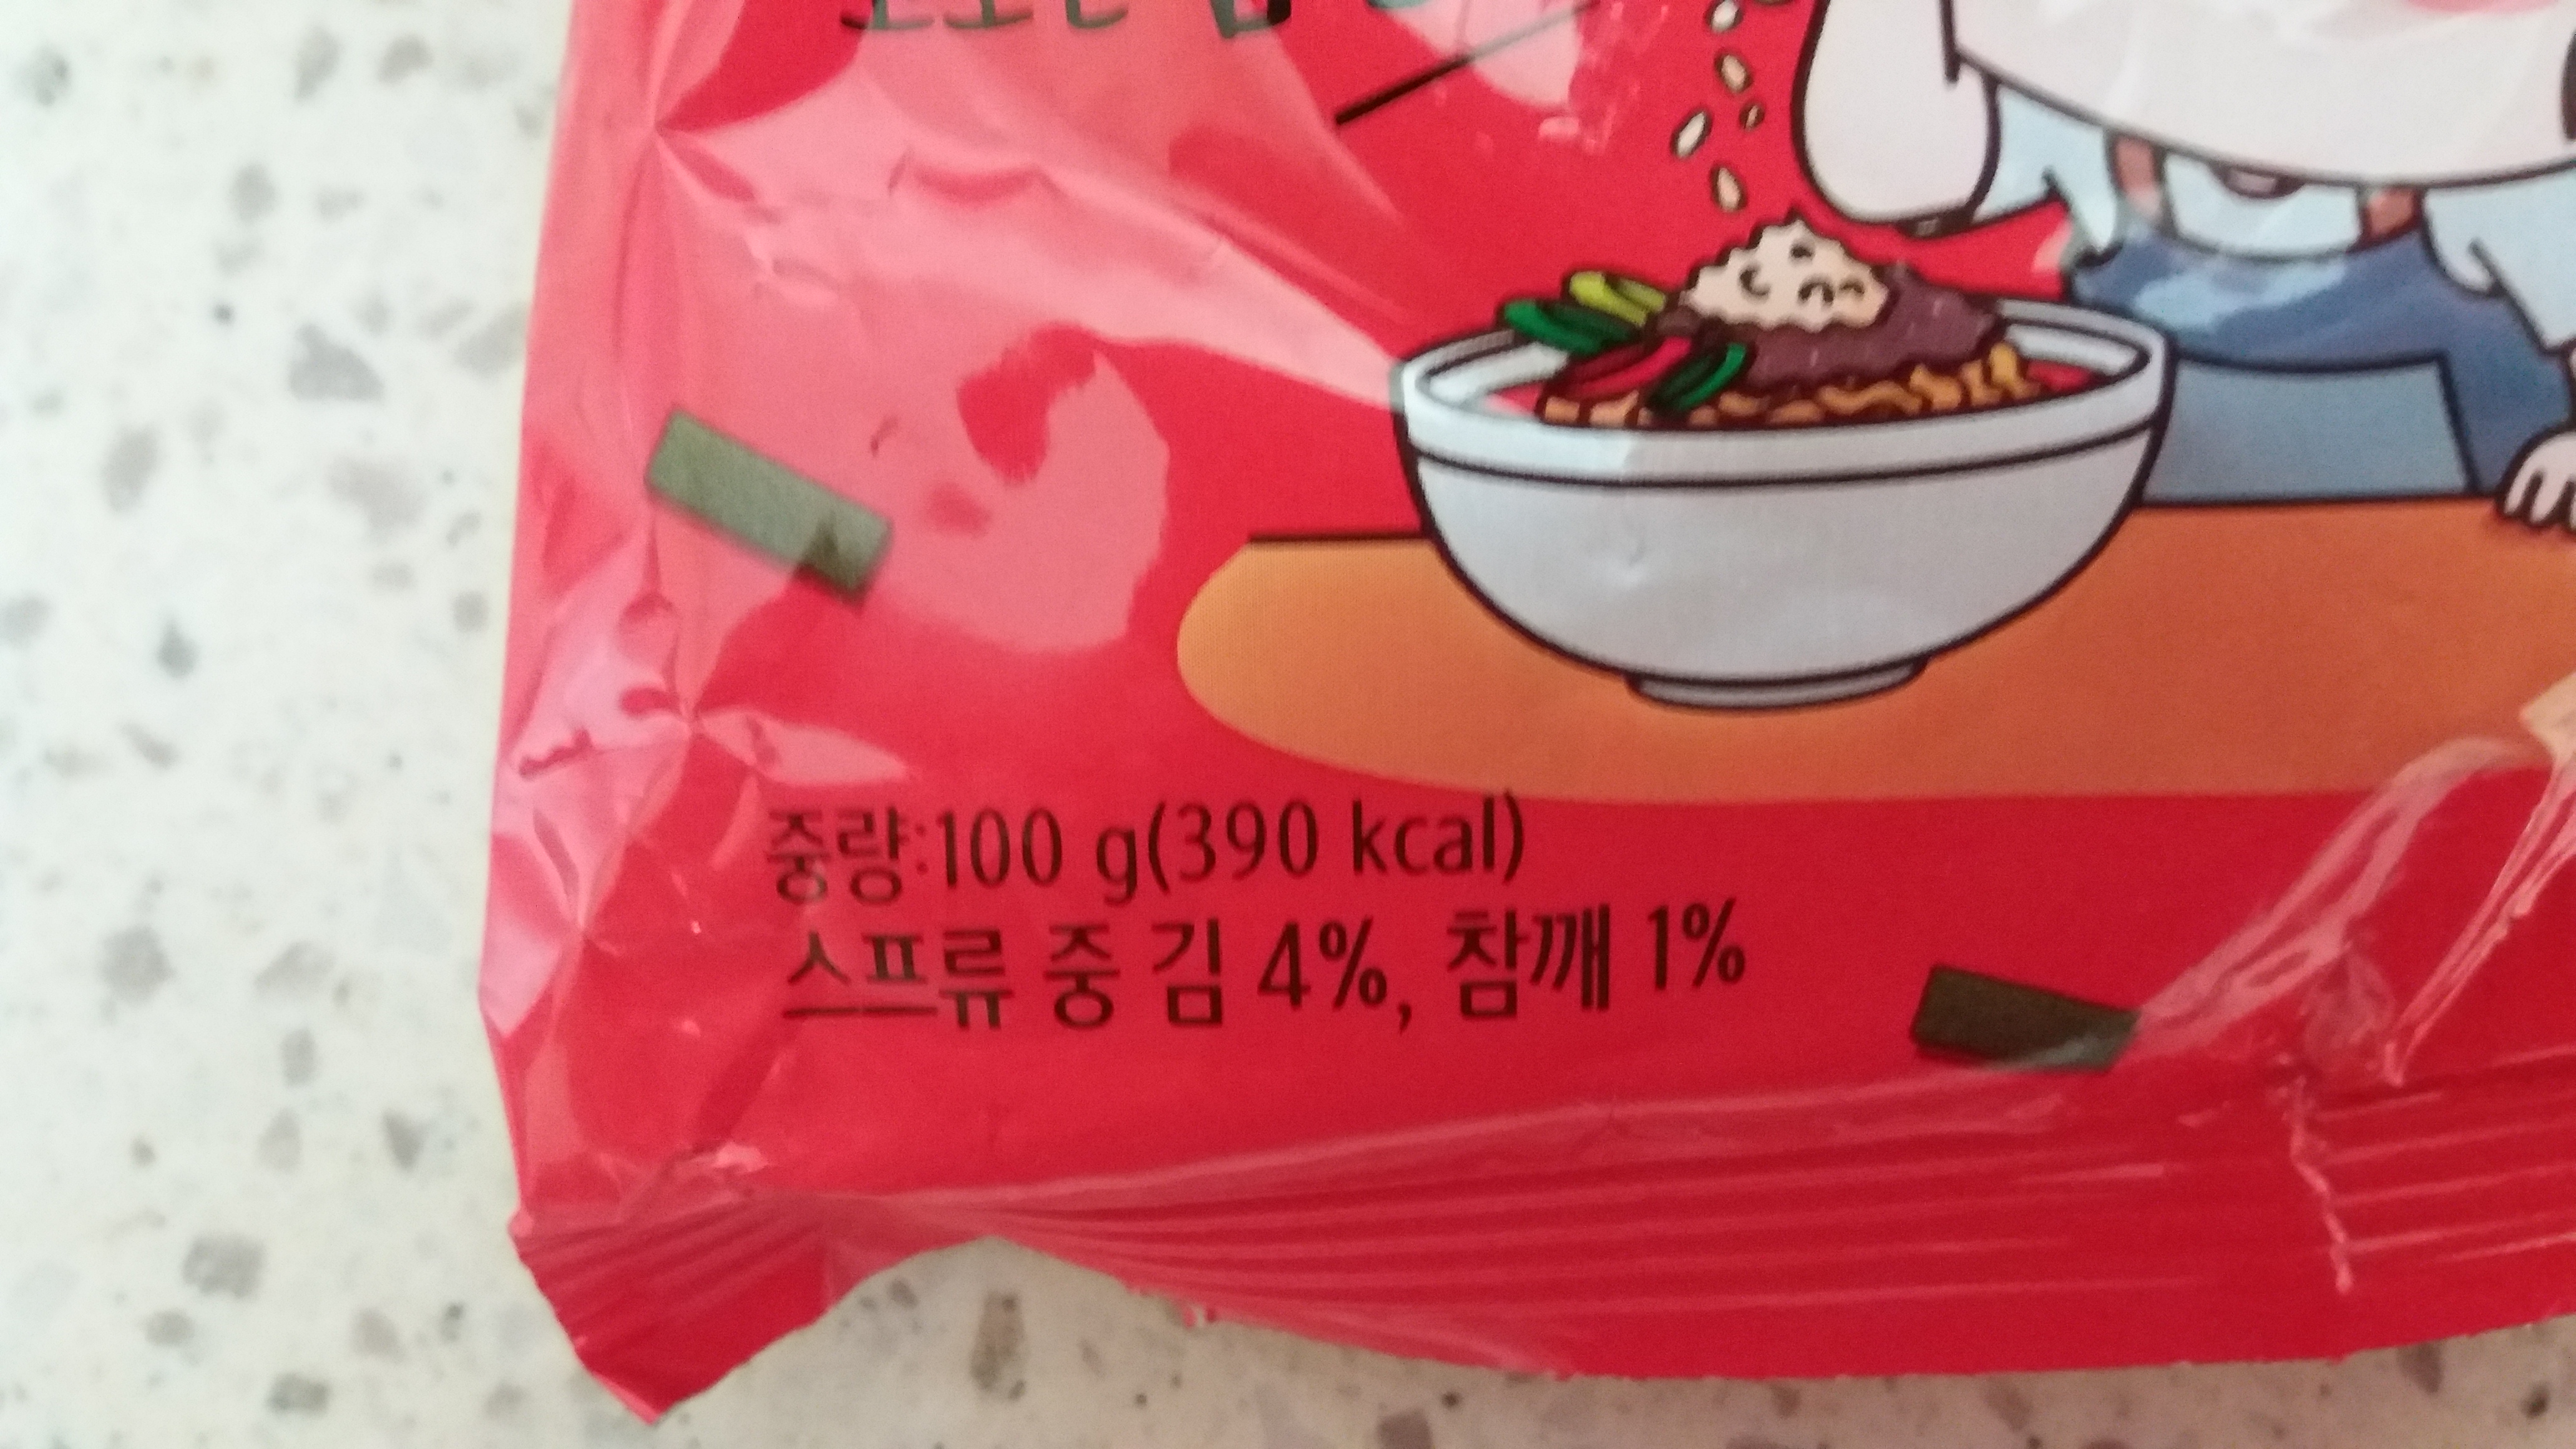 중량:100 g(390 kcal)
스프류 중 김 4%, 참깨 1%